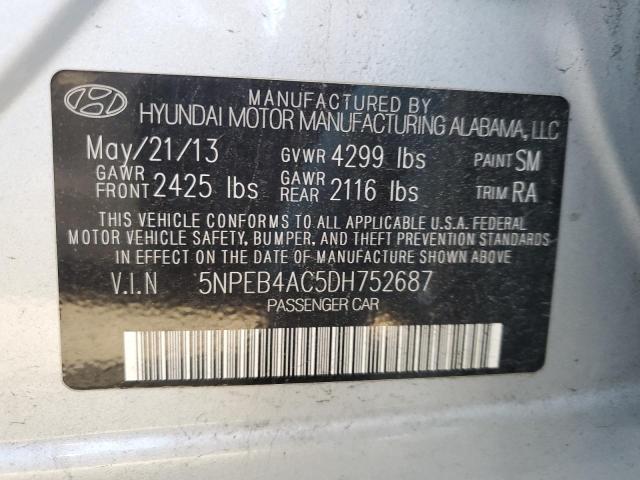 MANUFACTURED BY
HYUNDAI MOTOR MANUFACTURING ALABAMA, LLC
May/21/13 GVWR 4299 lbs PAINT SM
GAWR FRONT 2425 lbs GAWR REAR 2116 lbs TRIM RA
THIS VEHICLE CONFORMS TO ALL APPLICABLE U.S.A. FEDERAL
MOTOR VEHICLE SAFETY, BUMPER, AND THEFT PREVENTION STANDARDS
IN EFFECT ON THE DATE OF MANUFACTURE SHOWN ABOVE.
V.I.N 5NPEB4AC5DH752687
PASSENGER CAR